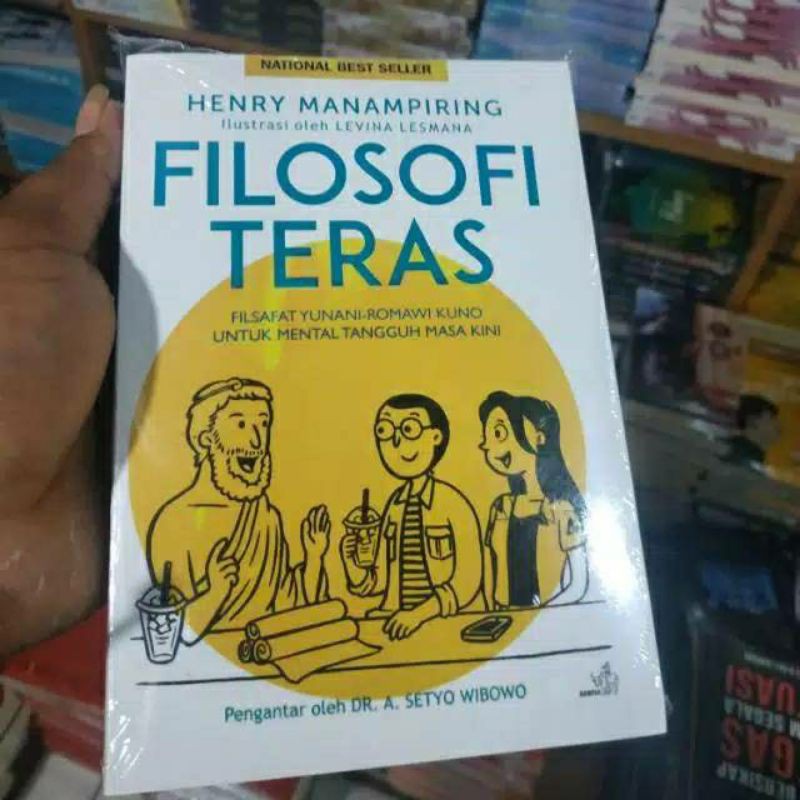 NATIONAL BEST SELLER
HENRY MANAMPIRING
Ilustrasi oleh LEVINA LESMANA
FILOSOFI
TERAS
FILSAFAT YUNANI-ROMAWI KUNO
UNTUK MENTAL TANGGUH MASA KINI
Pengantar oleh DR. A. SETYO WIBOWO
BERSIKAP